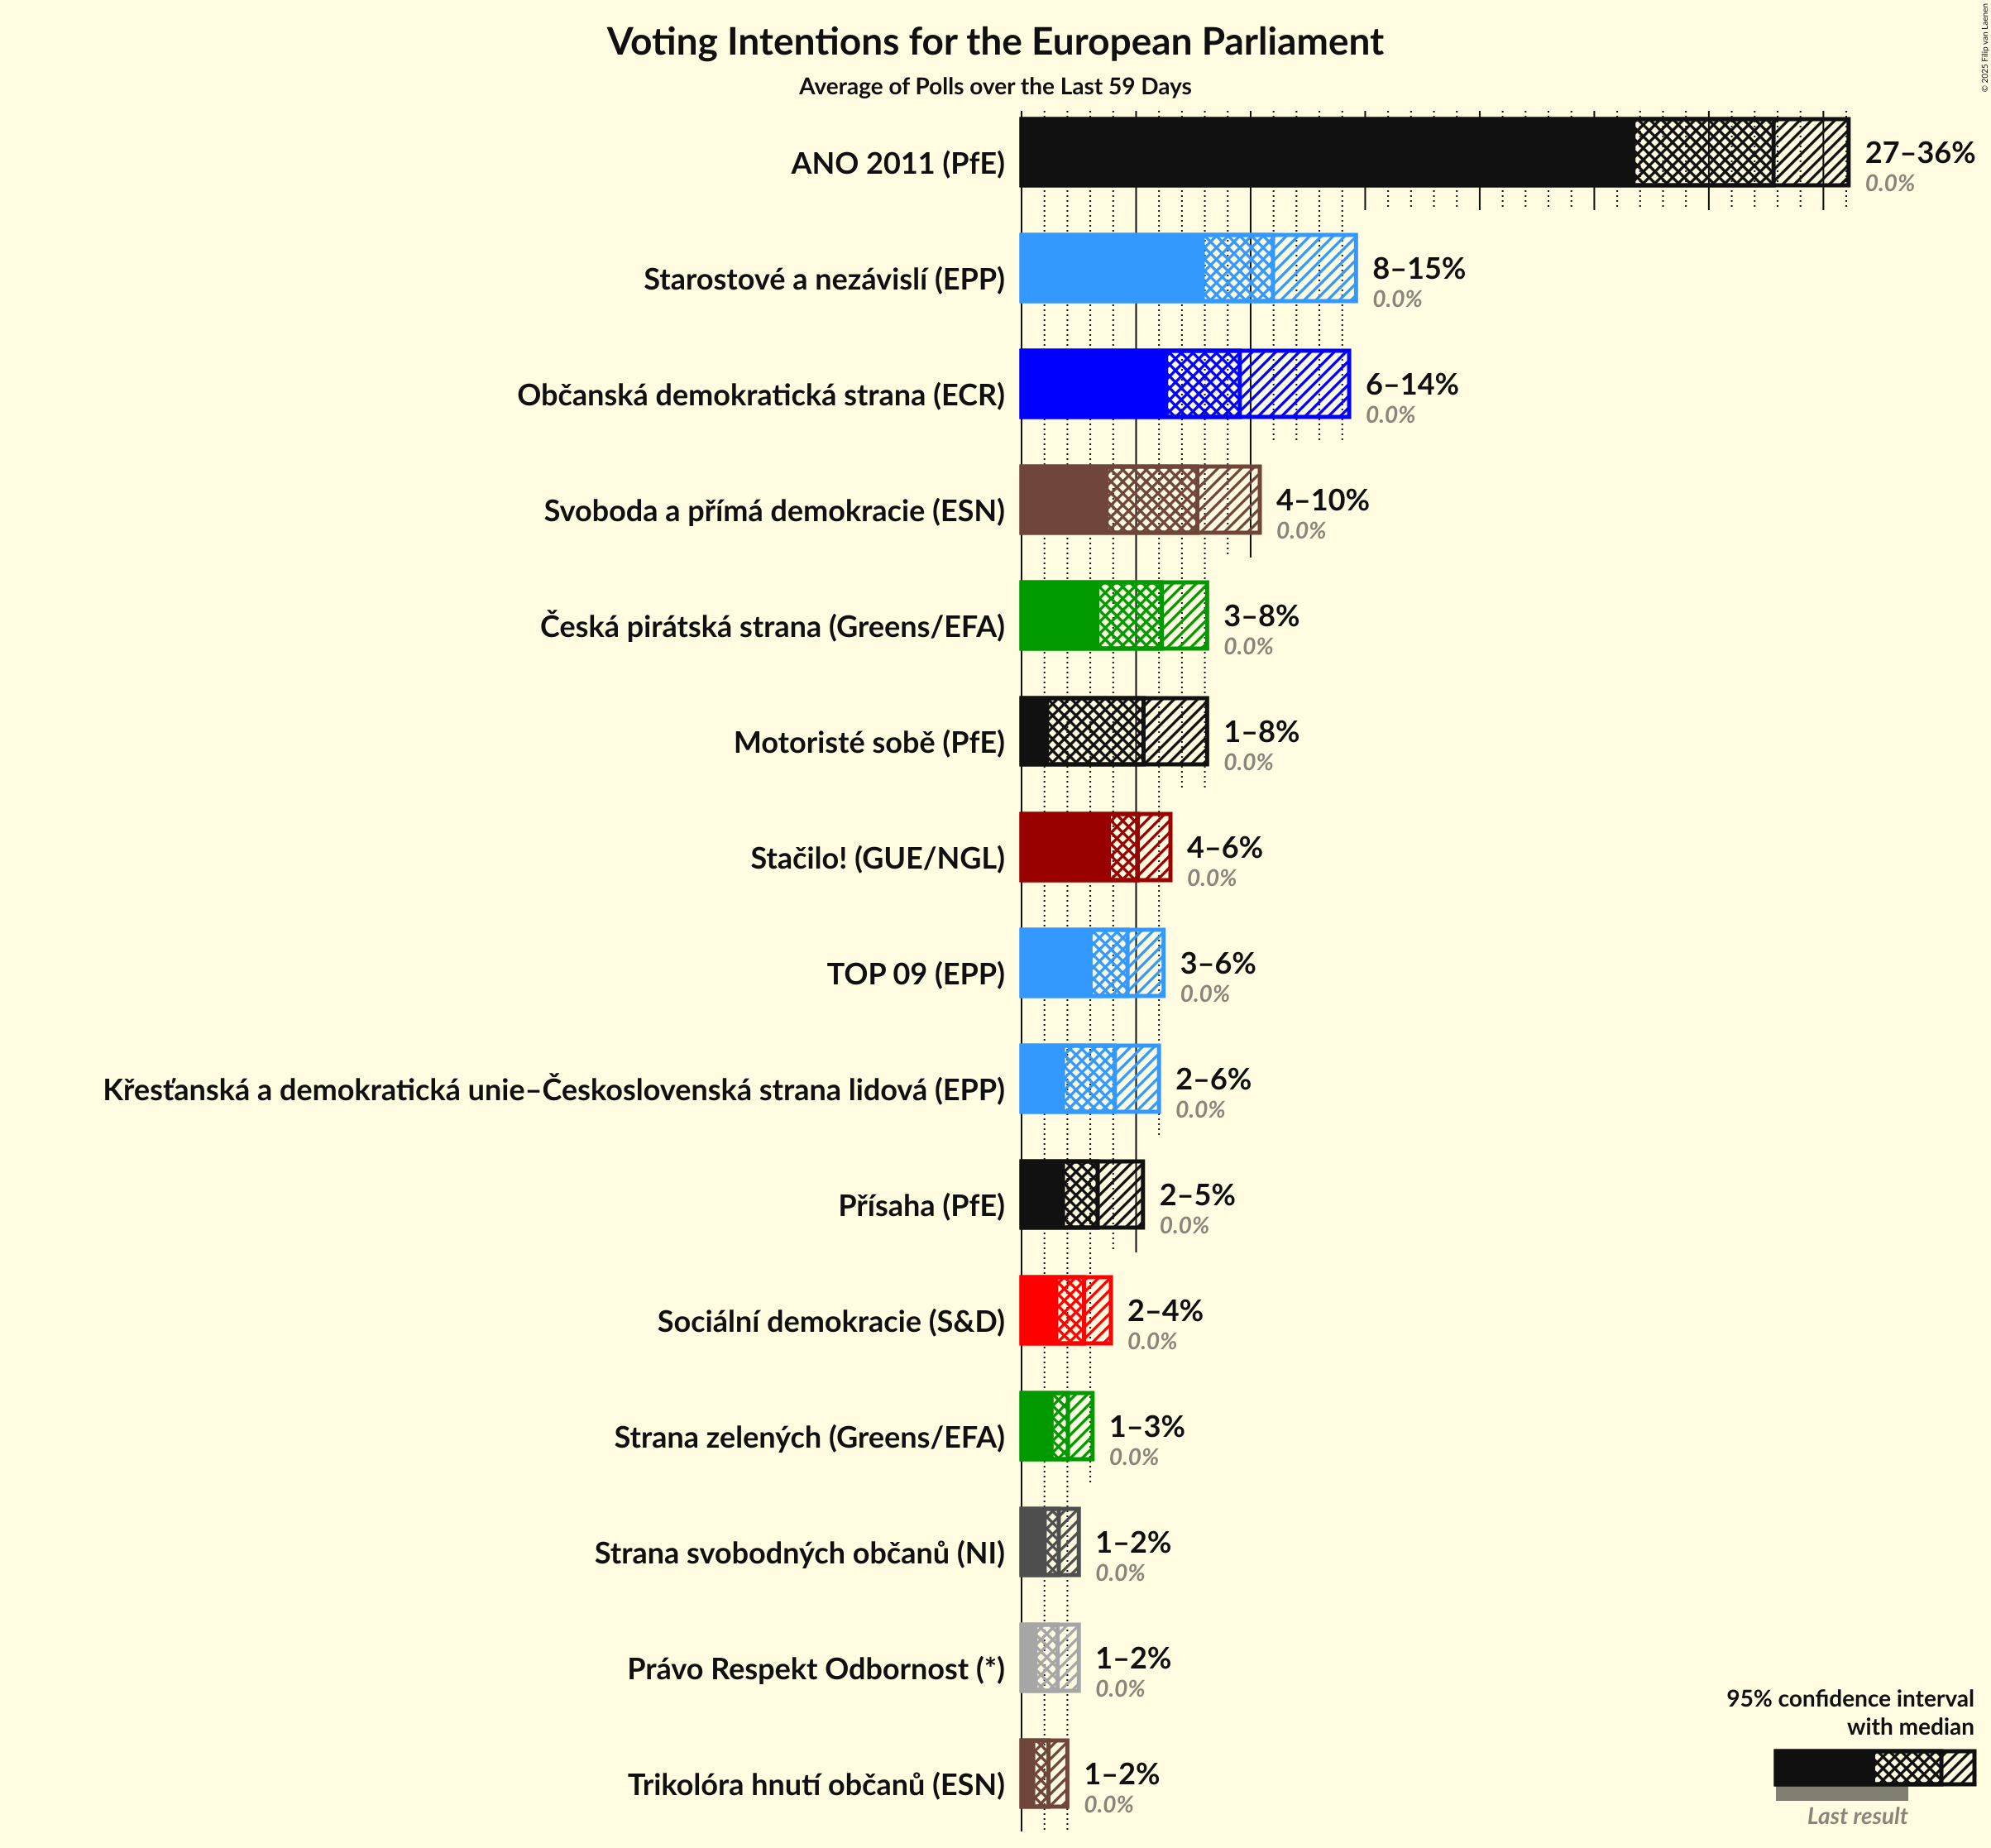 Voting Intentions for the European Parliament
Average of Polls over the Last 59 Days
© 2025 Filip van Laenen
ANO 2011 (PfE)
27–36%
0.0%
Starostové a nezávislí (EPP)
8–15%
0.0%
Občanská demokratická strana (ECR)
6–14%
0.0%
Svoboda a přímá demokracie (ESN)
4–10%
0.0%
Česká pirátská strana (Greens/EFA)
3–8%
0.0%
Motoristé sobě (PfE)
1–8%
0.0%
Stačilo! (GUE/NGL)
4–6%
0.0%
TOP 09 (EPP)
3–6%
0.0%
Křesťanská a demokratická unie–Československá strana lidová (EPP)
2–6%
0.0%
Přísaha (PfE)
2–5%
0.0%
Sociální demokracie (S&D)
2–4%
0.0%
Strana zelených (Greens/EFA)
1–3%
0.0%
Strana svobodných občanů (NI)
1–2%
0.0%
Právo Respekt Odbornost (*)
1–2%
0.0%
Trikolóra hnutí občanů (ESN)
1–2%
0.0%
95% confidence interval
with median
Last result